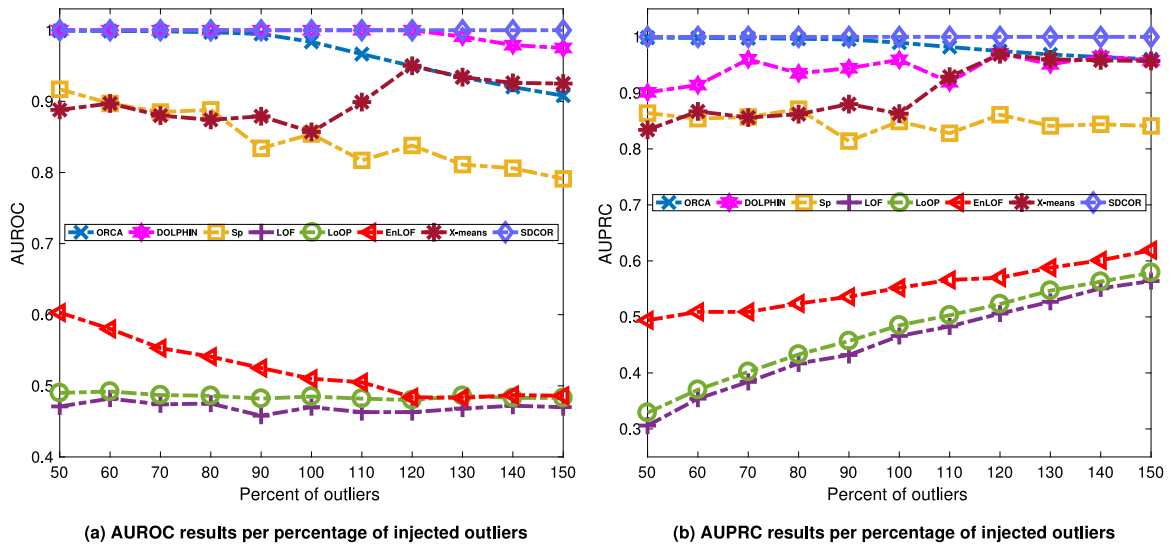 1
0.9
0.8
0.7
0.6
0.5
0.4
AUROC
ORCA DOLPHIN Sp LOF LoOP EnLOF X-means SDCOR
50 60 70 80 90 100 110 120 130 140 150
Percent of outliers
(a) AUROC results per percentage of injected outliers
1
0.9
0.8
0.7
0.6
0.5
0.4
0.3
AUPRC
ORCA DOLPHIN Sp LOF LoOP EnLOF X-means SDCOR
50 60 70 80 90 100 110 120 130 140 150
Percent of outliers
(b) AUPRC results per percentage of injected outliers